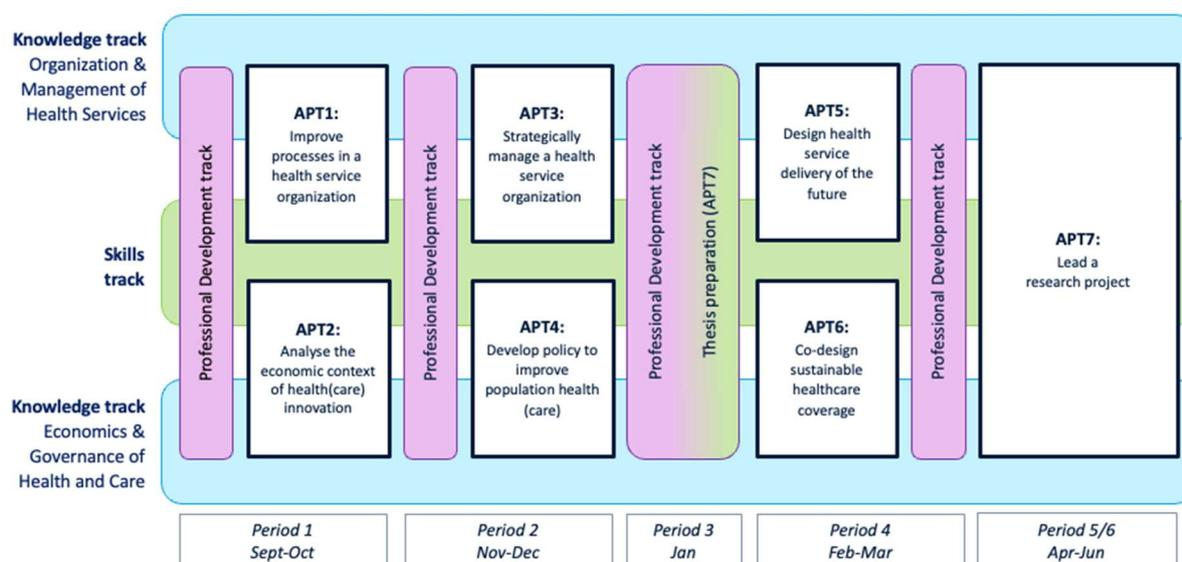 Knowledge track
Organization &
Management of
Health Services
Skills
track
Knowledge track
Economics &
Governance of
Health and Care
Professional Development track
APT1:
Improve
processes in a
health service
organization
APT2:
Analyse the
economic context
of health(care)
innovation
Professional Development track
APT3:
Strategically
manage a health
service
organization
APT4:
Develop policy to
improve
population health
(care)
Professional Development track
Thesis preparation (APT7)
APT5:
Design health
service
delivery of the
future
APT6:
Co-design
sustainable
healthcare
coverage
Professional Development track
APT7:
Lead a
research project
Period 1
Sept-Oct
Period 2
Nov-Dec
Period 3
Jan
Period 4
Feb-Mar
Period 5/6
Apr-Jun